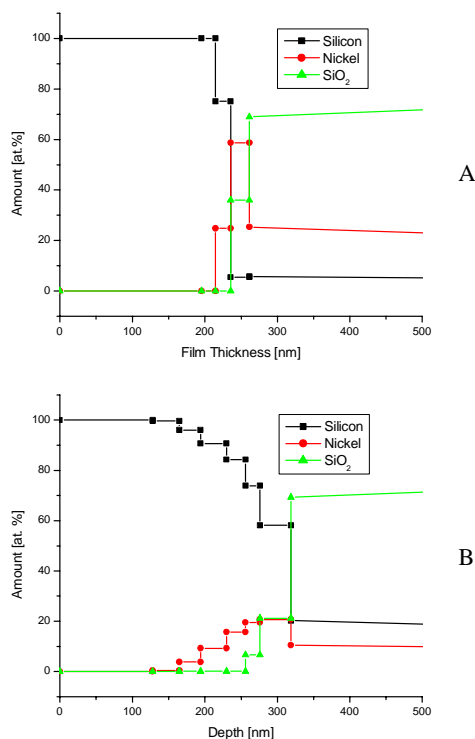 100
80
60
40
20
0
Amount [at.%]
0 100 200 300 400 500
Film Thickness [nm]
Silicon
Nickel
SiO₂
A
100
80
60
40
20
0
Amount [at. %]
0 100 200 300 400 500
Depth [nm]
Silicon
Nickel
SiO₂
B